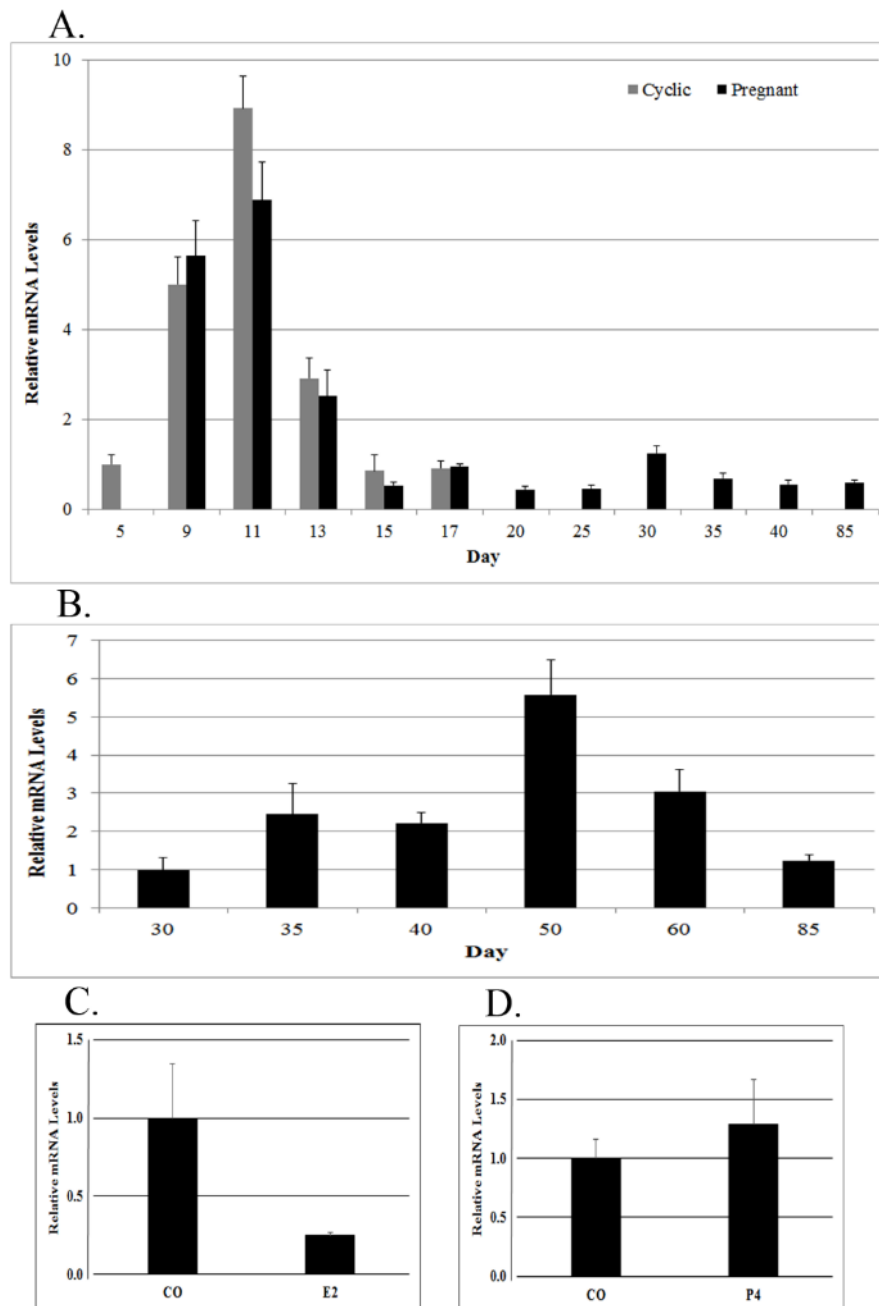 A.
10
8
6
4
2
0
Relative mRNA Levels
Cyclic Pregnant
5 9 11 13 15 17 20 25 30 35 40 85
Day
B.
7
6
5
4
3
2
1
0
Relative mRNA Levels
30 35 40 50 60 85
Day
C.
1.5
1.0
0.5
0.0
Relative mRNA Levels
CO E2
D.
2.0
1.5
1.0
0.5
0.0
Relative mRNA Levels
CO P4